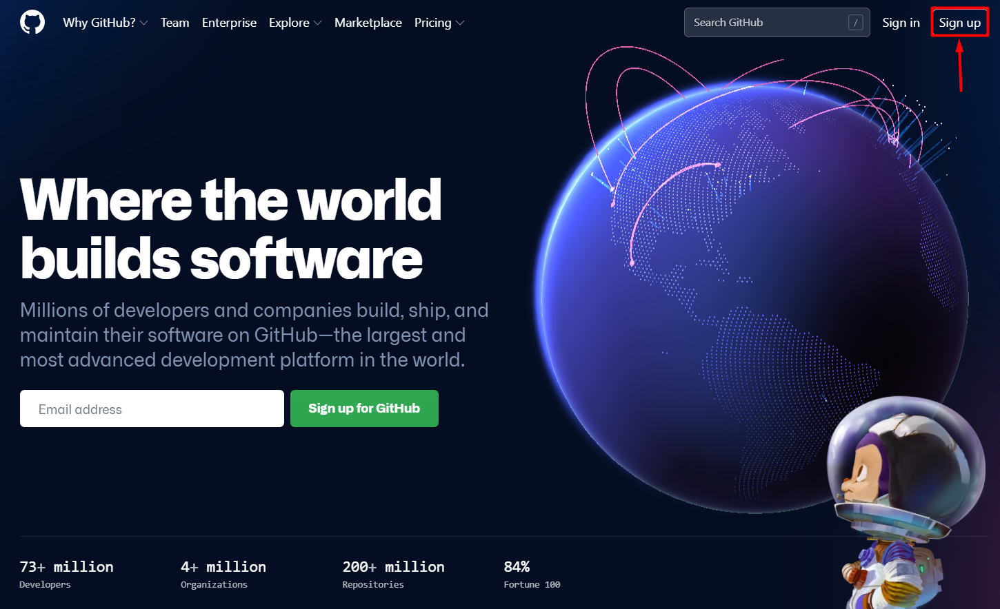 Why GitHub? Team Enterprise Explore Marketplace Pricing Search GitHub / Sign in Sign up
Where the world
builds software
Millions of developers and companies build, ship, and
maintain their software on GitHub—the largest and
most advanced development platform in the world.
Email address Sign up for GitHub
73+ million 4+ million 200+ million 84%
Developers Organizations Repositories Fortune 100